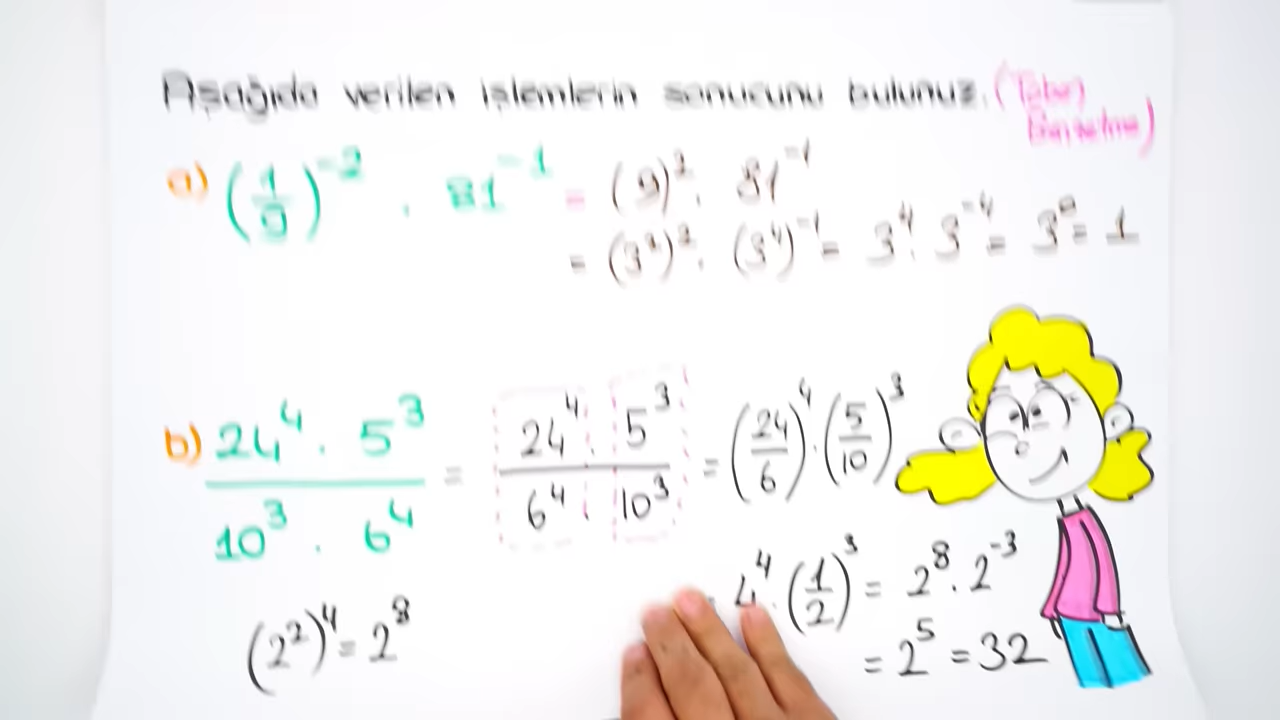 Aşağıda verilen işlemlerin sonucunu bulunuz. (Taban
Benzetme)
a) (1/9)^-2 . 81^-1 = (9)^2 . 81^-1
= (3^2)^2 . (3^4)^-1 = 3^4 . 3^-4 = 3^0 = 1
b) 24^4 . 5^3 / 10^3 . 6^4 = 24^4 . 5^3 / 6^4 . 10^3 = (24/6)^4 . (5/10)^3
4^4 . (1/2)^3 = 2^8 . 2^-3
(2^2)^4 = 2^8
= 2^5 = 32